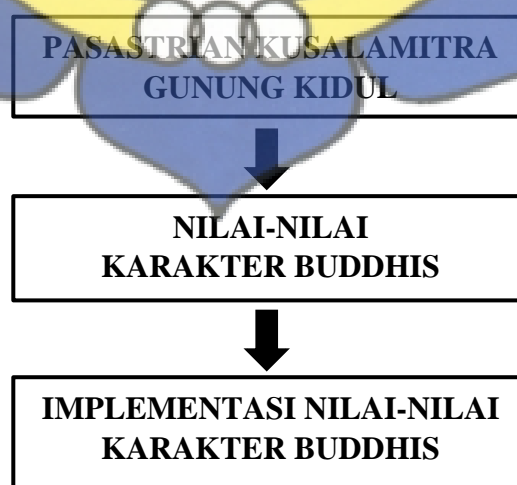 PASASTRIAN KUSALAMITRA
GUNUNG KIDUL
NILAI-NILAI
KARAKTER BUDDHIS
IMPLEMENTASI NILAI-NILAI
KARAKTER BUDDHIS